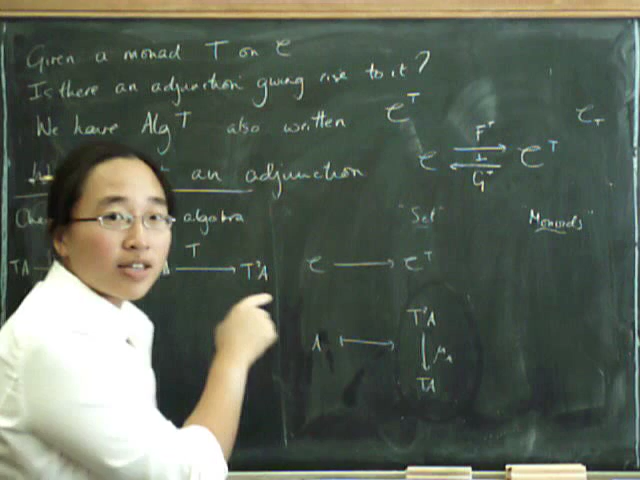 Given a monad T on C
Is there an adjunction giving rise to it?
We have Alg^T also written C^T
C_T
F^T
C ⟶ C^T
⊥
G^T
an adjunction
algebra
"Set"
"Monoids"
T
TA ⟶ T²A
C ⟶ C^T
T²A
A ⟼ ↓ μ_A
TA